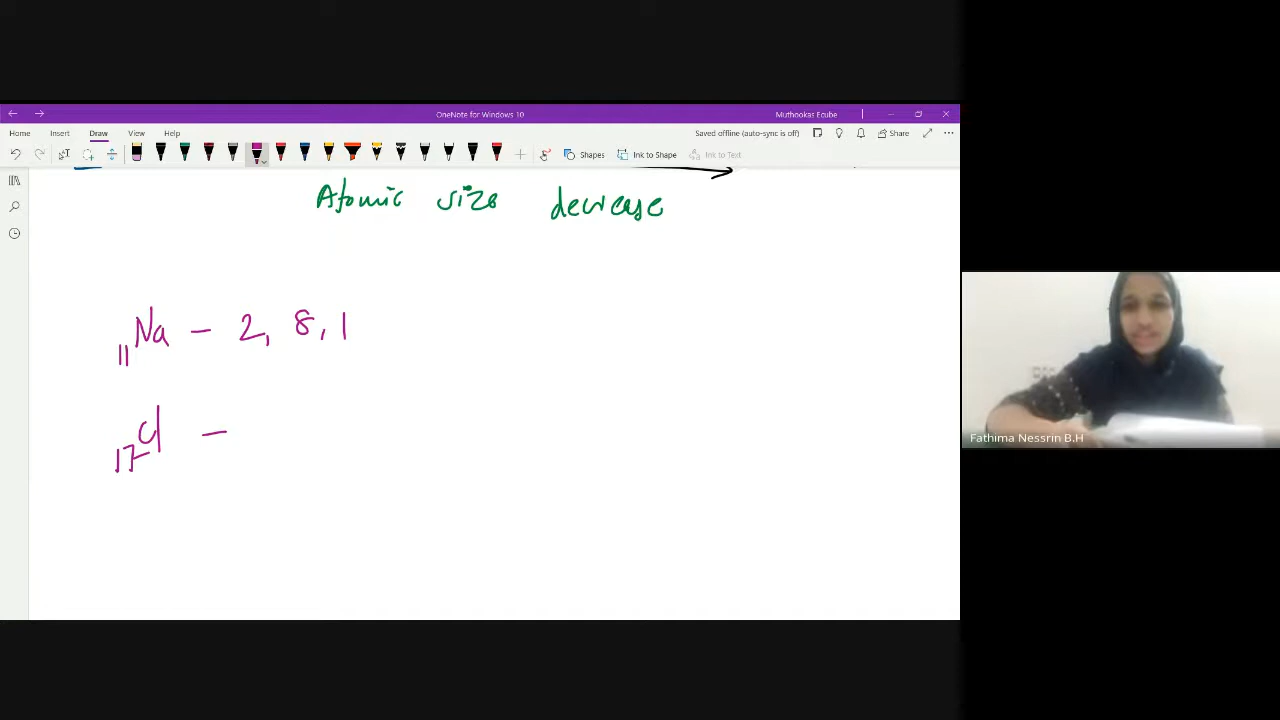 OneNote for Windows 10
Muthookas Ecube
Home Insert Draw View Help
Saved offline (auto-sync is off)
Share
Shapes
Ink to Shape
Ink to Text
Atomic size decrease
11Na – 2, 8, 1
17Cl –
Fathima Nessrin B.H